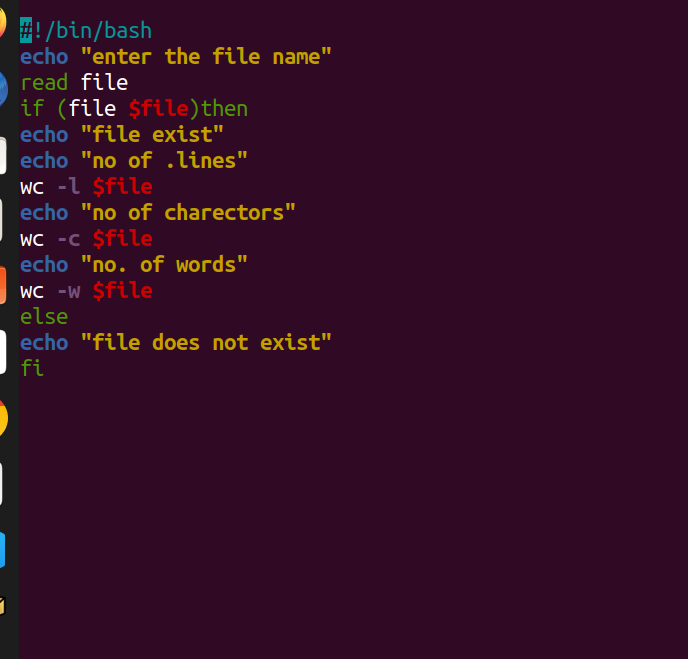 #!/bin/bash
echo "enter the file name"
read file
if (file $file)then
echo "file exist"
echo "no of .lines"
wc -l $file
echo "no of charectors"
wc -c $file
echo "no. of words"
wc -w $file
else
echo "file does not exist"
fi